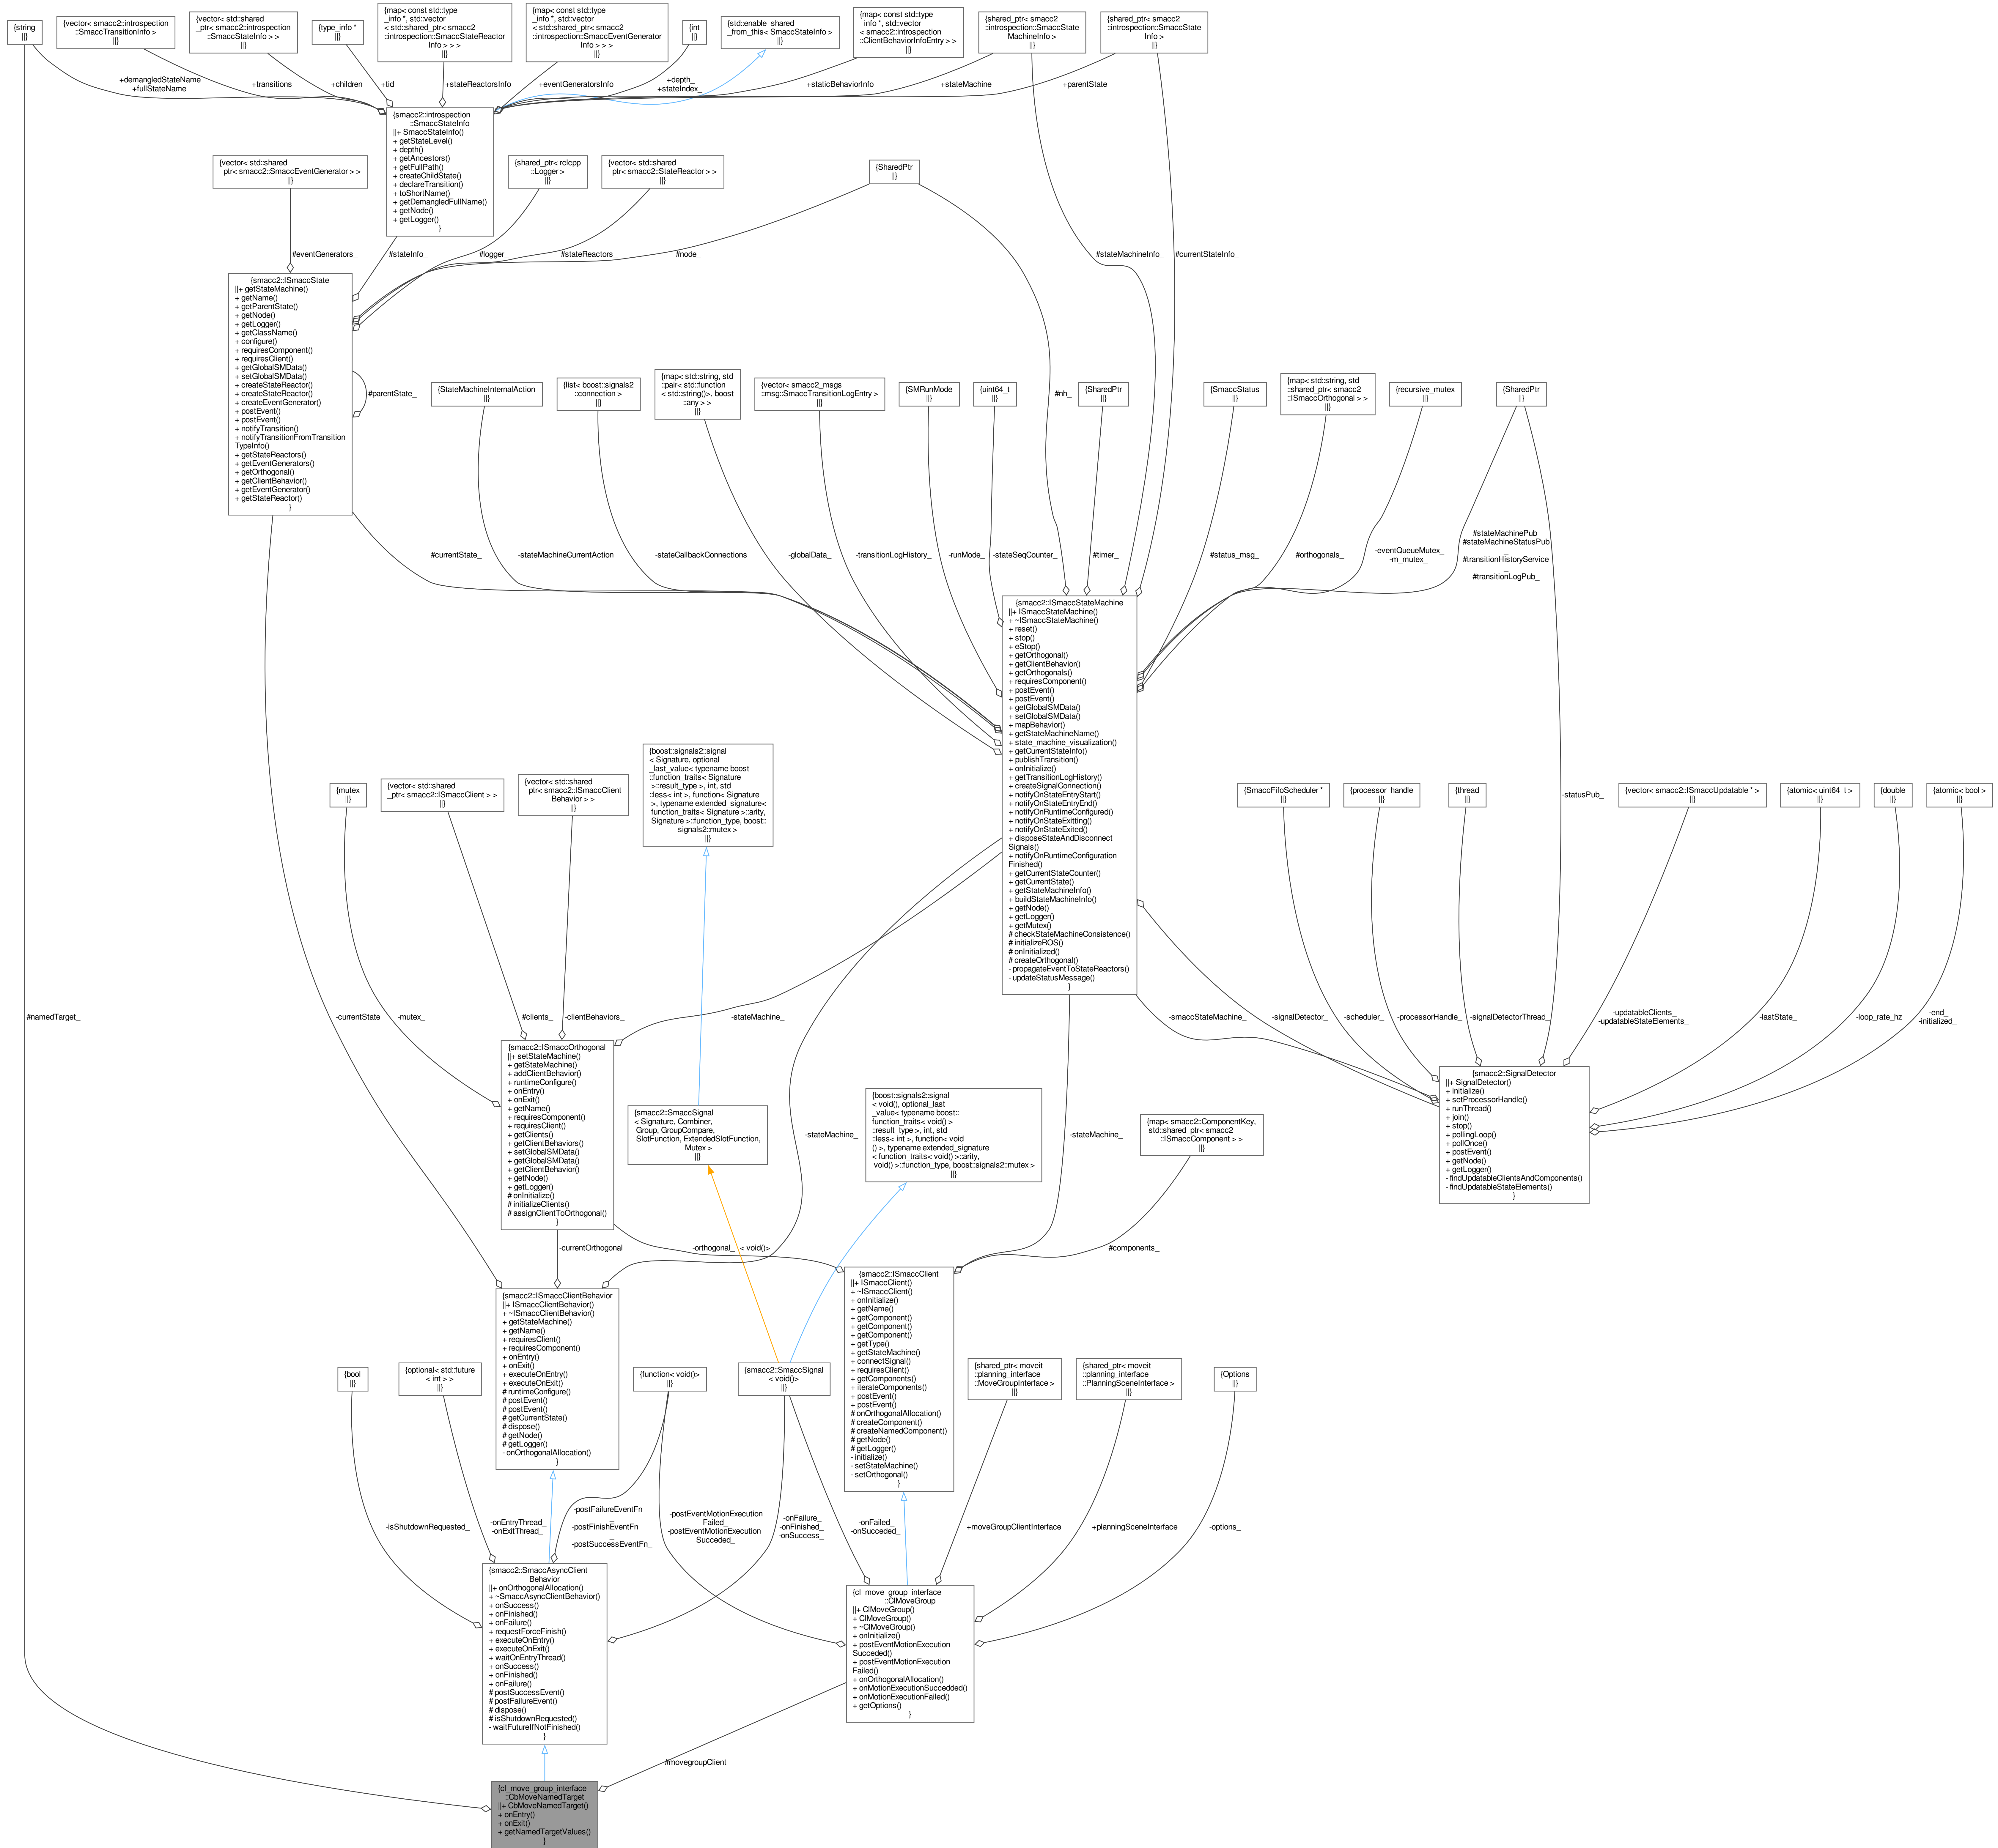 {string
||}
{vector< smacc2::introspection
::SmaccTransitionInfo >
||}
{vector< std::shared
_ptr< smacc2::introspection
::SmaccStateInfo > >
||}
{type_info *
||}
{map< const std::type
_info *, std::vector
< std::shared_ptr< smacc2
::introspection::SmaccStateReactor
Info > > >
||}
{map< const std::type
_info *, std::vector
< std::shared_ptr< smacc2
::introspection::SmaccEventGenerator
Info > > >
||}
{int
||}
{std::enable_shared
_from_this< SmaccStateInfo >
||}
{map< const std::type
_info *, std::vector
< smacc2::introspection
::ClientBehaviorInfoEntry > >
||}
{shared_ptr< smacc2
::introspection::SmaccState
MachineInfo >
||}
{shared_ptr< smacc2
::introspection::SmaccState
Info >
||}
+demangledStateName
+fullStateName
+transitions_
+children_
+tid_
+stateReactorsInfo
+eventGeneratorsInfo
+depth_
+stateIndex_
+staticBehaviorInfo
+stateMachine_
+parentState_
{smacc2::introspection
::SmaccStateInfo
||+ SmaccStateInfo()
+ getStateLevel()
+ depth()
+ getAncestors()
+ getFullPath()
+ createChildState()
+ declareTransition()
+ toShortName()
+ getDemangledFullName()
+ getNode()
+ getLogger()
}
{vector< std::shared
_ptr< smacc2::SmaccEventGenerator > >
||}
{shared_ptr< rclcpp
::Logger >
||}
{vector< std::shared
_ptr< smacc2::StateReactor > >
||}
{SharedPtr
||}
#eventGenerators_
#stateInfo_
#logger_
#stateReactors_
#node_
#stateMachineInfo_
#currentStateInfo_
{smacc2::ISmaccState
||+ getStateMachine()
+ getName()
+ getParentState()
+ getNode()
+ getLogger()
+ getClassName()
+ configure()
+ requiresComponent()
+ requiresClient()
+ getGlobalSMData()
+ setGlobalSMData()
+ createStateReactor()
+ createStateReactor()
+ createEventGenerator()
+ postEvent()
+ postEvent()
+ notifyTransition()
+ notifyTransitionFromTransition
TypeInfo()
+ getStateReactors()
+ getEventGenerators()
+ getOrthogonal()
+ getClientBehavior()
+ getEventGenerator()
+ getStateReactor()
}
#parentState_
{StateMachineInternalAction
||}
{list< boost::signals2
::connection >
||}
{map< std::string, std
::pair< std::function
< std::string()>, boost
::any > >
||}
{vector< smacc2_msgs
::msg::SmaccTransitionLogEntry >
||}
{SMRunMode
||}
{uint64_t
||}
#nh_
{SharedPtr
||}
{SmaccStatus
||}
{map< std::string, std
::shared_ptr< smacc2
::ISmaccOrthogonal > >
||}
{recursive_mutex
||}
{SharedPtr
||}
#currentState_
-stateMachineCurrentAction
-stateCallbackConnections
-globalData_
-transitionLogHistory_
-runMode_
-stateSeqCounter_
#timer_
#status_msg_
#orthogonals_
-eventQueueMutex_
-m_mutex_
#stateMachinePub_
#stateMachineStatusPub
_
#transitionHistoryService
_
#transitionLogPub_
{smacc2::ISmaccStateMachine
||+ ISmaccStateMachine()
+ ~ISmaccStateMachine()
+ reset()
+ stop()
+ eStop()
+ getOrthogonal()
+ getClientBehavior()
+ getOrthogonals()
+ requiresComponent()
+ postEvent()
+ postEvent()
+ getGlobalSMData()
+ setGlobalSMData()
+ mapBehavior()
+ getStateMachineName()
+ state_machine_visualization()
+ getCurrentStateInfo()
+ publishTransition()
+ onInitialize()
+ getTransitionLogHistory()
+ createSignalConnection()
+ notifyOnStateEntryStart()
+ notifyOnStateEntryEnd()
+ notifyOnRuntimeConfigured()
+ notifyOnStateExitting()
+ notifyOnStateExited()
+ disposeStateAndDisconnect
Signals()
+ notifyOnRuntimeConfiguration
Finished()
+ getCurrentStateCounter()
+ getCurrentState()
+ getStateMachineInfo()
+ buildStateMachineInfo()
+ getNode()
+ getLogger()
+ getMutex()
# checkStateMachineConsistence()
# initializeROS()
# onInitialized()
# createOrthogonal()
- propagateEventToStateReactors()
- updateStatusMessage()
}
{mutex
||}
{vector< std::shared
_ptr< smacc2::ISmaccClient > >
||}
{vector< std::shared
_ptr< smacc2::ISmaccClient
Behavior > >
||}
{boost::signals2::signal
< Signature, optional
_last_value< typename boost
::function_traits< Signature
>::result_type >, int, std
::less< int >, function< Signature
>, typename extended_signature<
function_traits< Signature >::arity,
Signature >::function_type, boost::
signals2::mutex >
||}
{SmaccFifoScheduler *
||}
{processor_handle
||}
{thread
||}
-statusPub_
{vector< smacc2::ISmaccUpdatable * >
||}
{atomic< uint64_t >
||}
{double
||}
{atomic< bool >
||}
#namedTarget_
-currentState
-mutex_
#clients_
-clientBehaviors_
-stateMachine_
-smaccStateMachine_
-signalDetector_
-scheduler_
-processorHandle_
-signalDetectorThread_
-updatableClients_
-updatableStateElements_
-lastState_
-loop_rate_hz
-end_
-initialized_
{smacc2::ISmaccOrthogonal
||+ setStateMachine()
+ getStateMachine()
+ addClientBehavior()
+ runtimeConfigure()
+ onEntry()
+ onExit()
+ getName()
+ requiresComponent()
+ requiresClient()
+ getClients()
+ getClientBehaviors()
+ setGlobalSMData()
+ getGlobalSMData()
+ getClientBehavior()
+ getNode()
+ getLogger()
# onInitialize()
# initializeClients()
# assignClientToOrthogonal()
}
{smacc2::SmaccSignal
< Signature, Combiner,
Group, GroupCompare,
SlotFunction, ExtendedSlotFunction,
Mutex >
||}
{boost::signals2::signal
< void(), optional_last
_value< typename boost::
function_traits< void() >
::result_type >, int, std
::less< int >, function< void
() >, typename extended_signature
< function_traits< void() >::arity,
void() >::function_type, boost::signals2::mutex >
||}
-stateMachine_
-stateMachine_
{map< smacc2::ComponentKey,
std::shared_ptr< smacc2
::ISmaccComponent > >
||}
{smacc2::SignalDetector
||+ SignalDetector()
+ initialize()
+ setProcessorHandle()
+ runThread()
+ join()
+ stop()
+ pollingLoop()
+ pollOnce()
+ postEvent()
+ getNode()
+ getLogger()
- findUpdatableClientsAndComponents()
- findUpdatableStateElements()
}
-currentOrthogonal
-orthogonal_
< void()>
#components_
{smacc2::ISmaccClientBehavior
||+ ISmaccClientBehavior()
+ ~ISmaccClientBehavior()
+ getStateMachine()
+ getName()
+ requiresClient()
+ requiresComponent()
+ onEntry()
+ onExit()
+ executeOnEntry()
+ executeOnExit()
# runtimeConfigure()
# postEvent()
# postEvent()
# getCurrentState()
# dispose()
# getNode()
# getLogger()
- onOrthogonalAllocation()
}
{smacc2::ISmaccClient
||+ ISmaccClient()
+ ~ISmaccClient()
+ onInitialize()
+ getName()
+ getComponent()
+ getComponent()
+ getComponent()
+ getType()
+ getStateMachine()
+ connectSignal()
+ requiresClient()
+ getComponents()
+ iterateComponents()
+ postEvent()
+ postEvent()
# onOrthogonalAllocation()
# createComponent()
# createNamedComponent()
# getNode()
# getLogger()
- initialize()
- setStateMachine()
- setOrthogonal()
}
{bool
||}
{optional< std::future
< int > >
||}
{function< void()>
||}
{smacc2::SmaccSignal
< void()>
||}
{shared_ptr< moveit
::planning_interface
::MoveGroupInterface >
||}
{shared_ptr< moveit
::planning_interface
::PlanningSceneInterface >
||}
{Options
||}
-isShutdownRequested_
-onEntryThread_
-onExitThread_
-postFailureEventFn
_
-postFinishEventFn
_
-postSuccessEventFn_
-postEventMotionExecution
Failed_
-postEventMotionExecution
Succeded_
-onFailure_
-onFinished_
-onSuccess_
-onFailed_
-onSucceded_
+moveGroupClientInterface
+planningSceneInterface
-options_
{smacc2::SmaccAsyncClient
Behavior
||+ onOrthogonalAllocation()
+ ~SmaccAsyncClientBehavior()
+ onSuccess()
+ onFinished()
+ onFailure()
+ requestForceFinish()
+ executeOnEntry()
+ executeOnExit()
+ waitOnEntryThread()
+ onSuccess()
+ onFinished()
+ onFailure()
# postSuccessEvent()
# postFailureEvent()
# dispose()
# isShutdownRequested()
- waitFutureIfNotFinished()
}
{cl_move_group_interface
::ClMoveGroup
||+ ClMoveGroup()
+ ClMoveGroup()
+ ~ClMoveGroup()
+ onInitialize()
+ postEventMotionExecution
Succeded()
+ postEventMotionExecution
Failed()
+ onOrthogonalAllocation()
+ onMotionExecutionSuccedded()
+ onMotionExecutionFailed()
+ getOptions()
}
#movegroupClient_
{cl_move_group_interface
::CbMoveNamedTarget
||+ CbMoveNamedTarget()
+ onEntry()
+ onExit()
+ getNamedTargetValues()
}